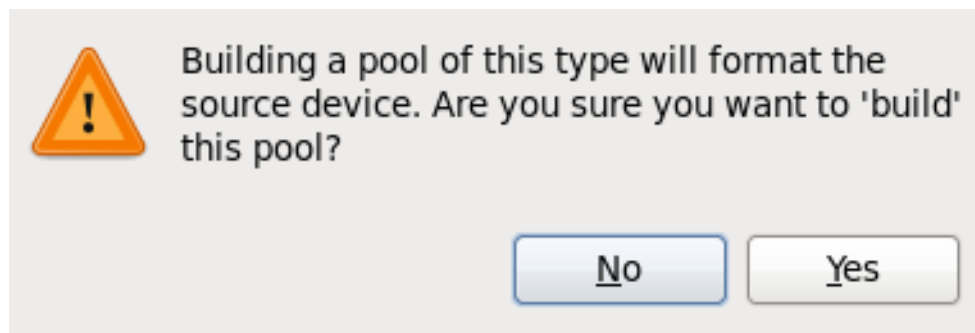 Building a pool of this type will format the
source device. Are you sure you want to 'build'
this pool?
No
Yes